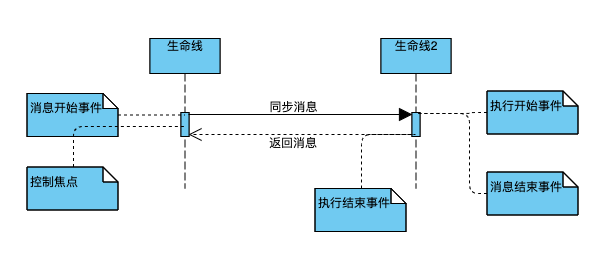 生命线
生命线2
消息开始事件
同步消息
执行开始事件
返回消息
控制焦点
消息结束事件
执行结束事件